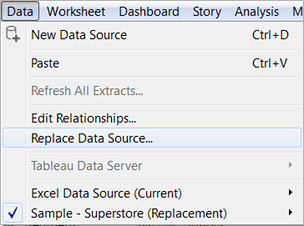 Data Worksheet Dashboard Story Analysis M
New Data Source Ctrl+D
Paste Ctrl+V
Refresh All Extracts...
Edit Relationships...
Replace Data Source...
Tableau Data Server
Excel Data Source (Current)
Sample - Superstore (Replacement)